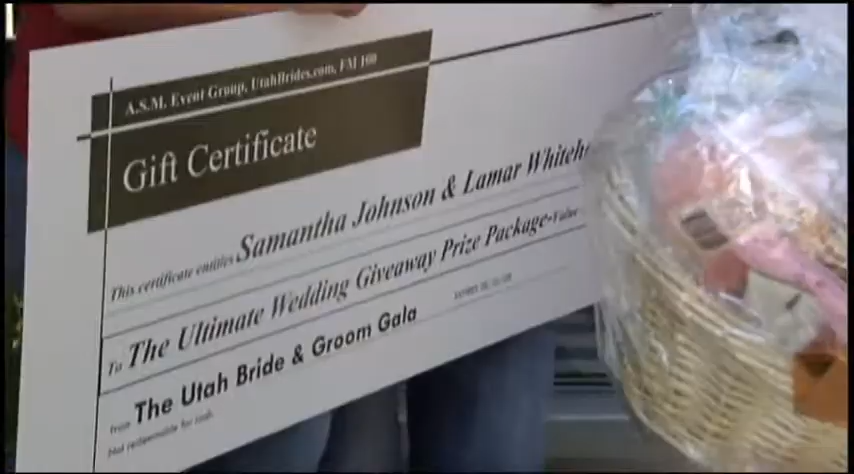 A.S.M. Event Group, UtahBrides.com, FM 100
Gift Certificate
This certificate entitles Samantha Johnson & Lamar
To The Ultimate Wedding Giveaway Prize Package-Value
from The Utah Bride & Groom Gala
Not redeemable for cash.